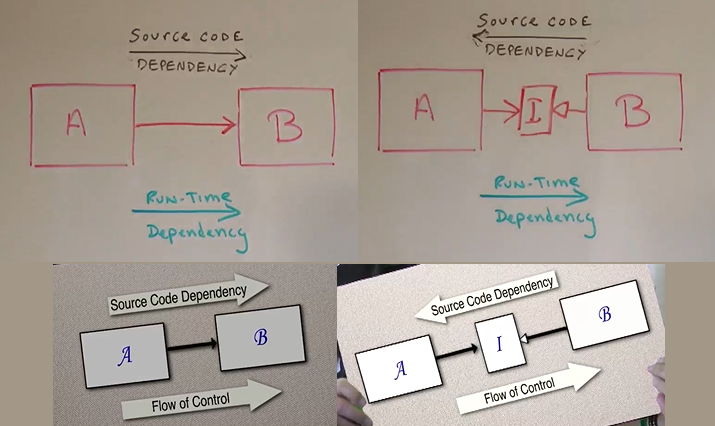 Source code
DEPENDENCY
A
B
RUN-TIME
Dependency
Source code
DEPENDENCY
A
I
B
RUN-TIME
Dependency
Source Code Dependency
A
B
Flow of Control
Source Code Dependency
A
I
B
Flow of Control